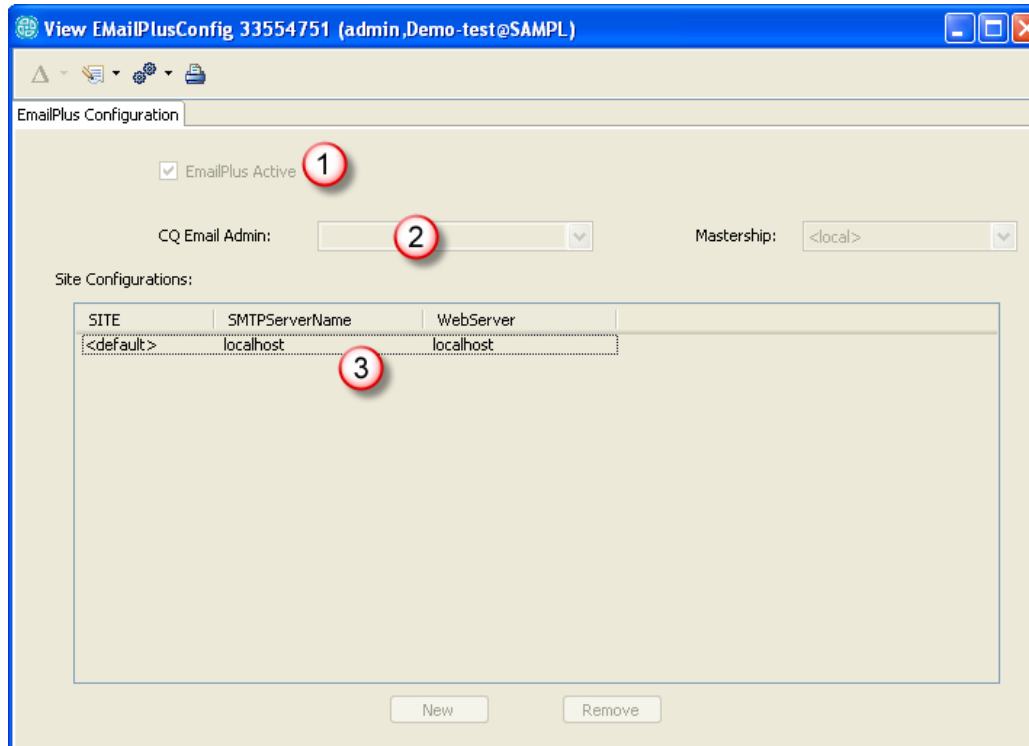 View EMailPlusConfig 33554751 (admin,Demo-test@SAMPL)
EmailPlus Configuration
EmailPlus Active 1
CQ Email Admin: 2 Mastership: <local>
Site Configurations:
SITE SMTPServerName WebServer
<default> localhost localhost
3
New Remove